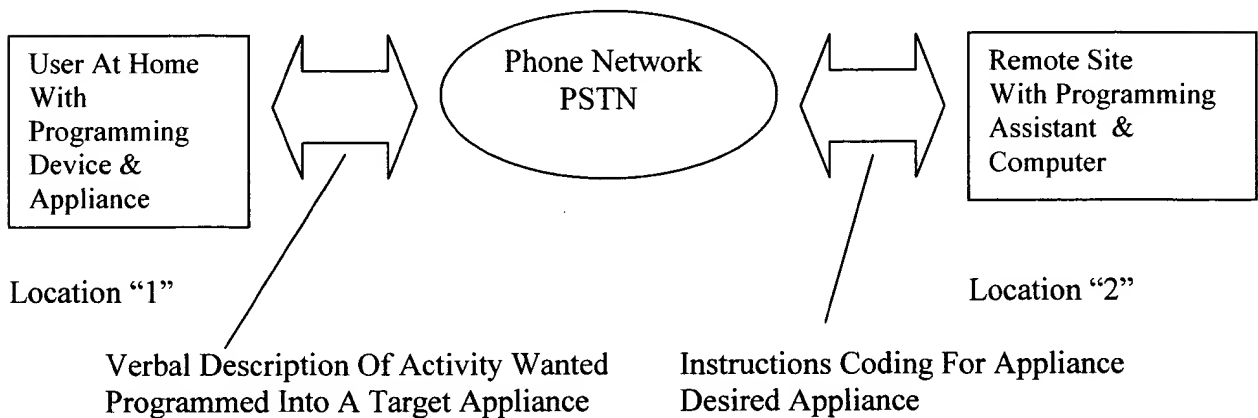 User At Home
With
Programming
Device &
Appliance
Phone Network
PSTN
Remote Site
With Programming
Assistant &
Computer
Location “1”
Location “2”
Verbal Description Of Activity Wanted
Programmed Into A Target Appliance
Instructions Coding For Appliance
Desired Appliance